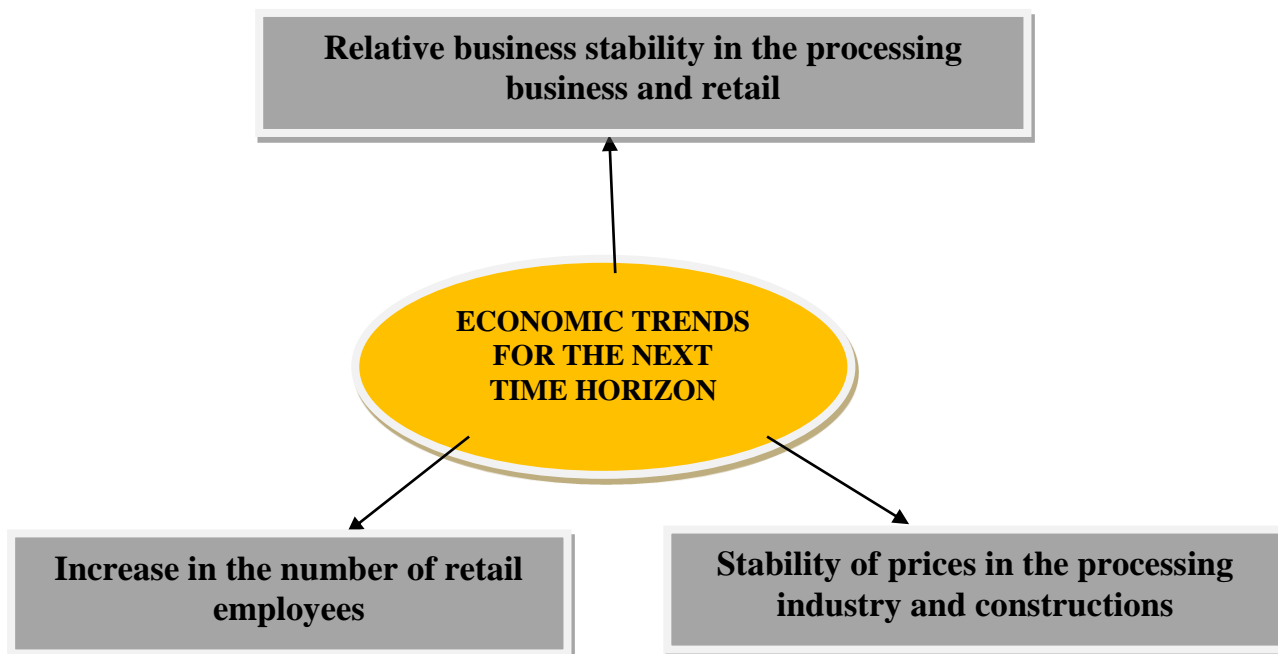 Relative business stability in the processing
business and retail
ECONOMIC TRENDS
FOR THE NEXT
TIME HORIZON
Increase in the number of retail
employees
Stability of prices in the processing
industry and constructions